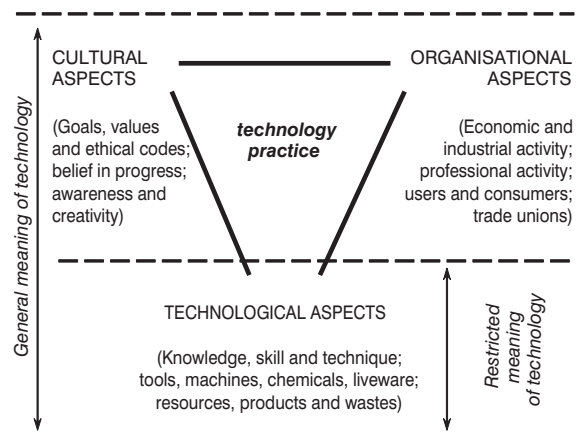 General meaning of technology
CULTURAL
ASPECTS
(Goals, values
and ethical codes;
belief in progress;
awareness and
creativity)
technology
practice
ORGANISATIONAL
ASPECTS
(Economic and
industrial activity;
professional activity;
users and consumers;
trade unions)
TECHNOLOGICAL ASPECTS
(Knowledge, skill and technique;
tools, machines, chemicals, liveware;
resources, products and wastes)
Restricted
meaning
of technology